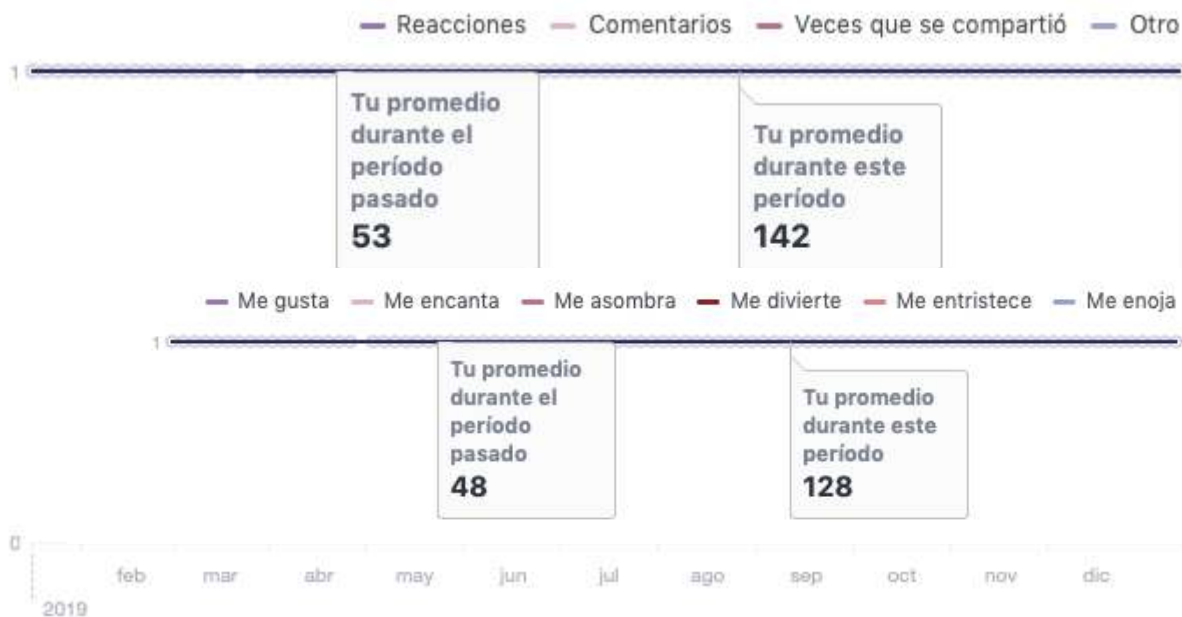 Reacciones Comentarios Veces que se compartió Otro
1
Tu promedio
durante el
período
pasado
53
Tu promedio
durante este
período
142
Me gusta Me encanta Me asombra Me divierte Me entristece Me enoja
1
Tu promedio
durante el
período
pasado
48
Tu promedio
durante este
período
128
0
feb mar abr may jun jul ago sep oct nov dic
2019